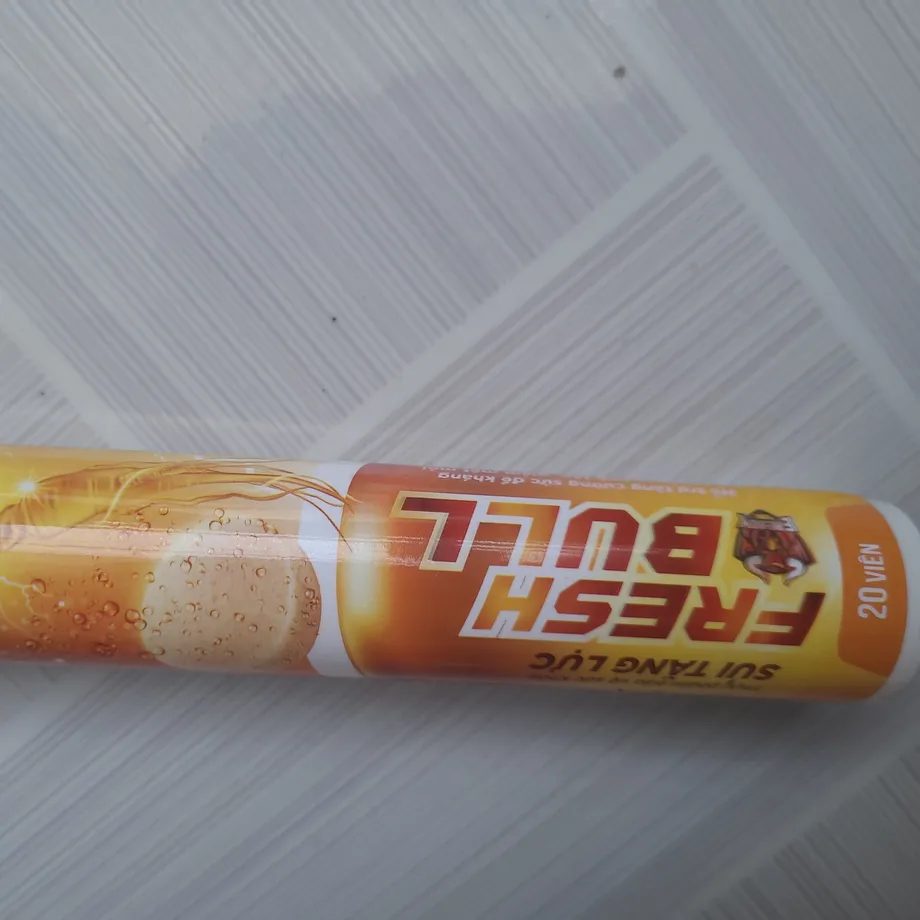 SỦI TĂNG LỰC
FRESH
BULL
Hỗ trợ tăng cường sức đề kháng
20 VIÊN